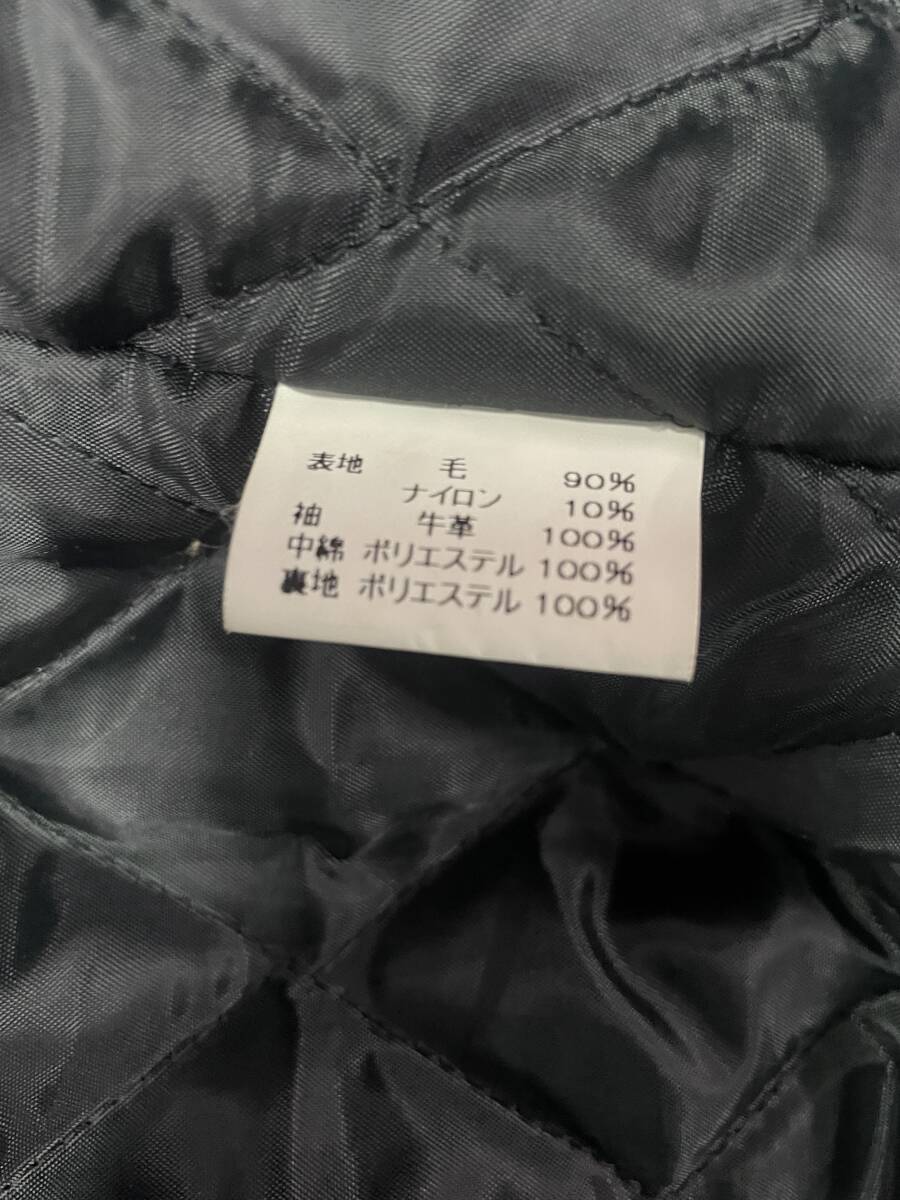 表地 毛 90%
ナイロン 10%
袖 牛革 100%
中綿 ポリエステル 100%
裏地 ポリエステル 100%